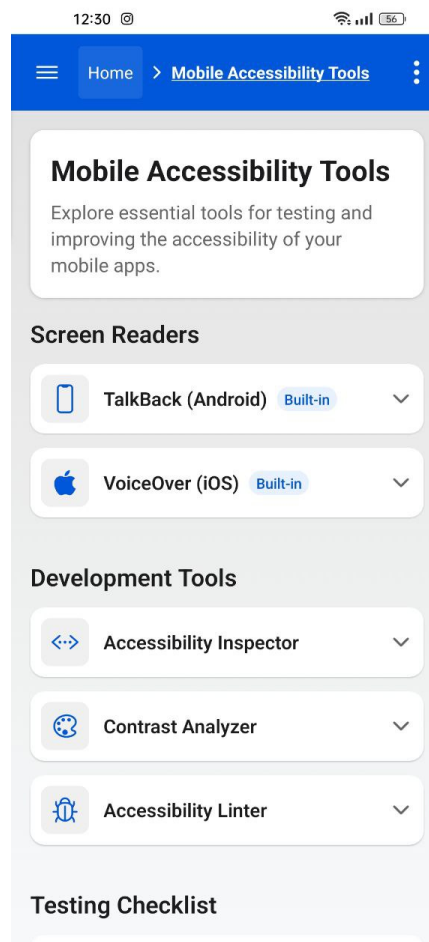 12:30
56
Home > Mobile Accessibility Tools
Mobile Accessibility Tools
Explore essential tools for testing and
improving the accessibility of your
mobile apps.
Screen Readers
TalkBack (Android) Built-in
VoiceOver (iOS) Built-in
Development Tools
Accessibility Inspector
Contrast Analyzer
Accessibility Linter
Testing Checklist